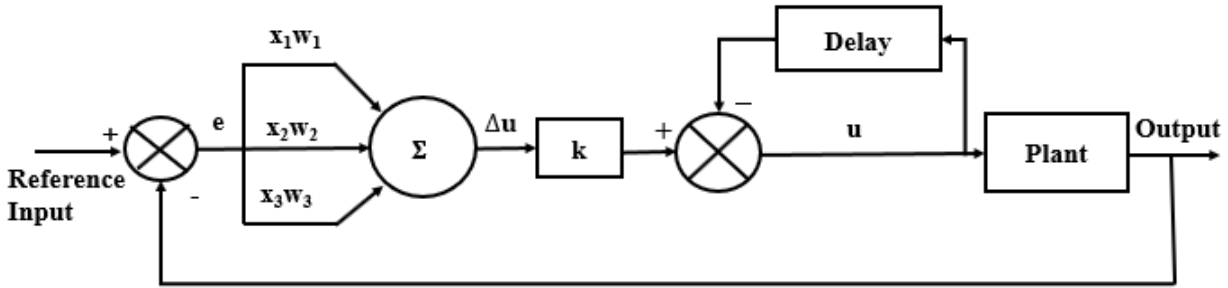 x₁w₁
Delay
+
e
x₂w₂
Σ
Δu
k
+
−
u
Plant
Output
Reference
Input
-
x₃w₃